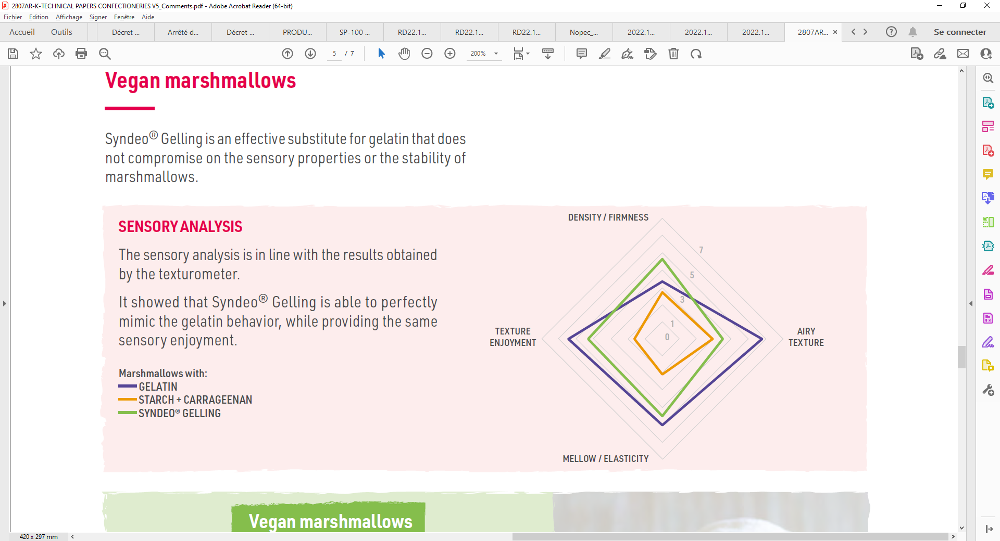 2807AR-K-TECHNICAL PAPERS CONFECTIONERIES V5_Comments.pdf - Adobe Acrobat Reader (64-bit)
Fichier Edition Affichage Signer Fenêtre Aide
Accueil Outils Décret ... Arrêté d... Décret ... PRODU... SP-100 ... RD22.1... RD22.1... RD22.1... Nopec_... 2022.1... 2022.1... 2022.1... 2807AR... × Se connecter
5 / 7 200%
Vegan marshmallows
Syndeo® Gelling is an effective substitute for gelatin that does
not compromise on the sensory properties or the stability of
marshmallows.
SENSORY ANALYSIS
The sensory analysis is in line with the results obtained
by the texturometer.
It showed that Syndeo® Gelling is able to perfectly
mimic the gelatin behavior, while providing the same
sensory enjoyment.
Marshmallows with:
GELATIN
STARCH + CARRAGEENAN
SYNDEO® GELLING
DENSITY / FIRMNESS
7
5
3
1
0
TEXTURE
ENJOYMENT
AIRY
TEXTURE
MELLOW / ELASTICITY
Vegan marshmallows
420 x 297 mm